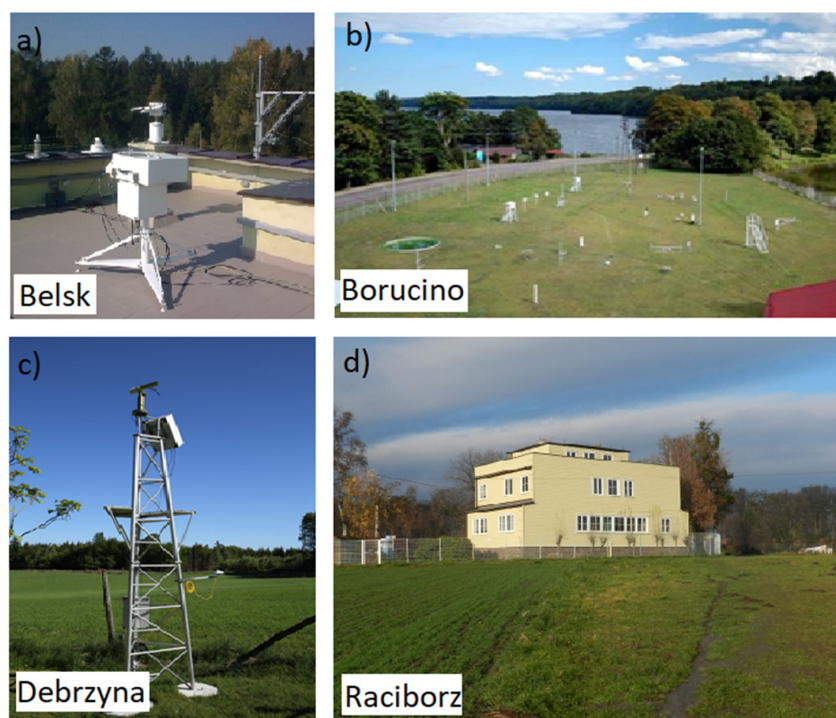 a)
Belsk
b)
Borucino
c)
Debrzyna
d)
Raciborz